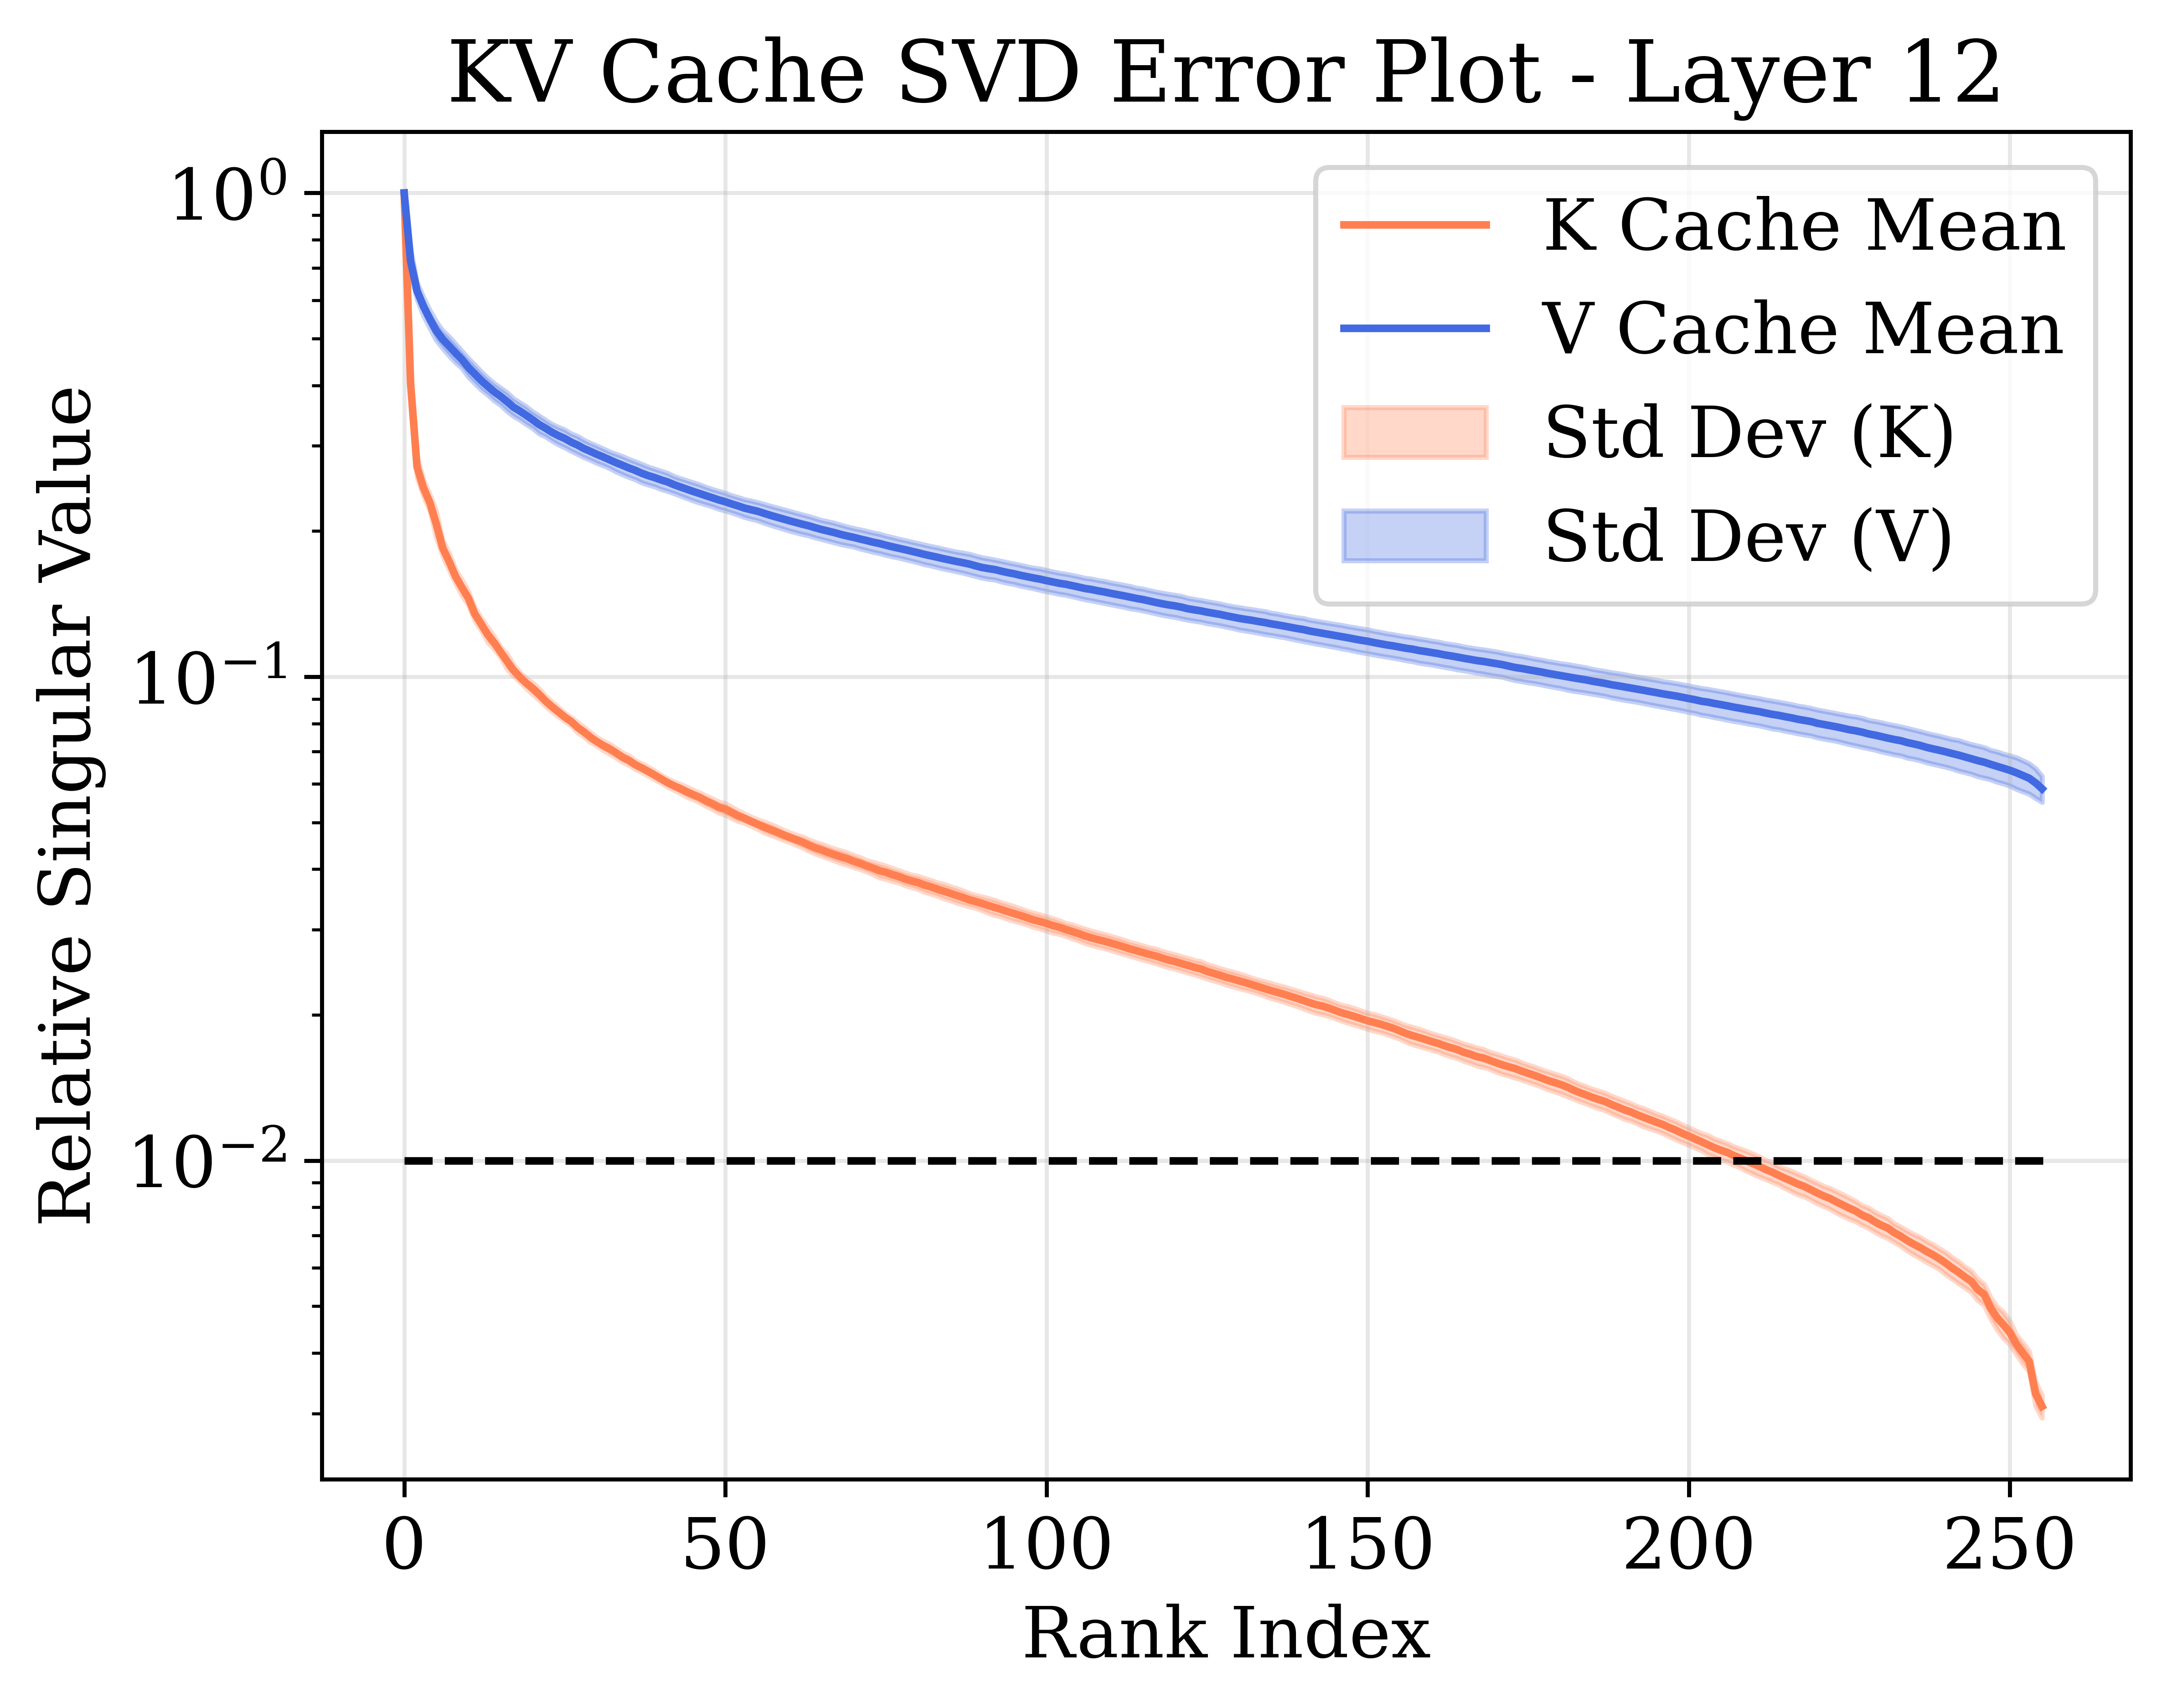 KV Cache SVD Error Plot - Layer 12
K Cache Mean
V Cache Mean
Std Dev (K)
Std Dev (V)
Relative Singular Value
10⁰
10⁻¹
10⁻²
0 50 100 150 200 250
Rank Index